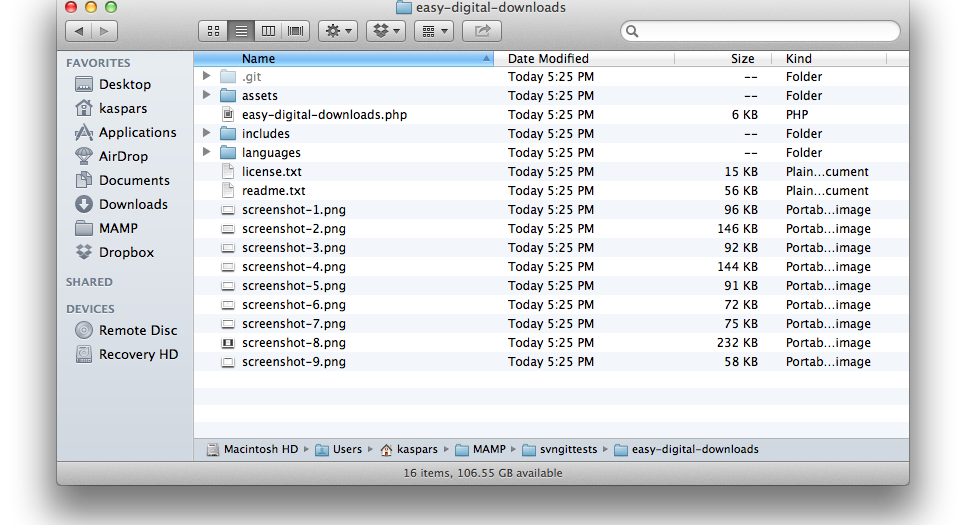 easy-digital-downloads
FAVORITES
Desktop
kaspars
Applications
AirDrop
Documents
Downloads
MAMP
Dropbox
SHARED
DEVICES
Remote Disc
Recovery HD
Name Date Modified Size Kind
.git Today 5:25 PM -- Folder
assets Today 5:25 PM -- Folder
easy-digital-downloads.php Today 5:25 PM 6 KB PHP
includes Today 5:25 PM -- Folder
languages Today 5:25 PM -- Folder
license.txt Today 5:25 PM 15 KB Plain...cument
readme.txt Today 5:25 PM 56 KB Plain...cument
screenshot-1.png Today 5:25 PM 96 KB Portab...image
screenshot-2.png Today 5:25 PM 146 KB Portab...image
screenshot-3.png Today 5:25 PM 92 KB Portab...image
screenshot-4.png Today 5:25 PM 144 KB Portab...image
screenshot-5.png Today 5:25 PM 91 KB Portab...image
screenshot-6.png Today 5:25 PM 72 KB Portab...image
screenshot-7.png Today 5:25 PM 75 KB Portab...image
screenshot-8.png Today 5:25 PM 232 KB Portab...image
screenshot-9.png Today 5:25 PM 58 KB Portab...image
Macintosh HD Users kaspars MAMP svngittests easy-digital-downloads
16 items, 106.55 GB available